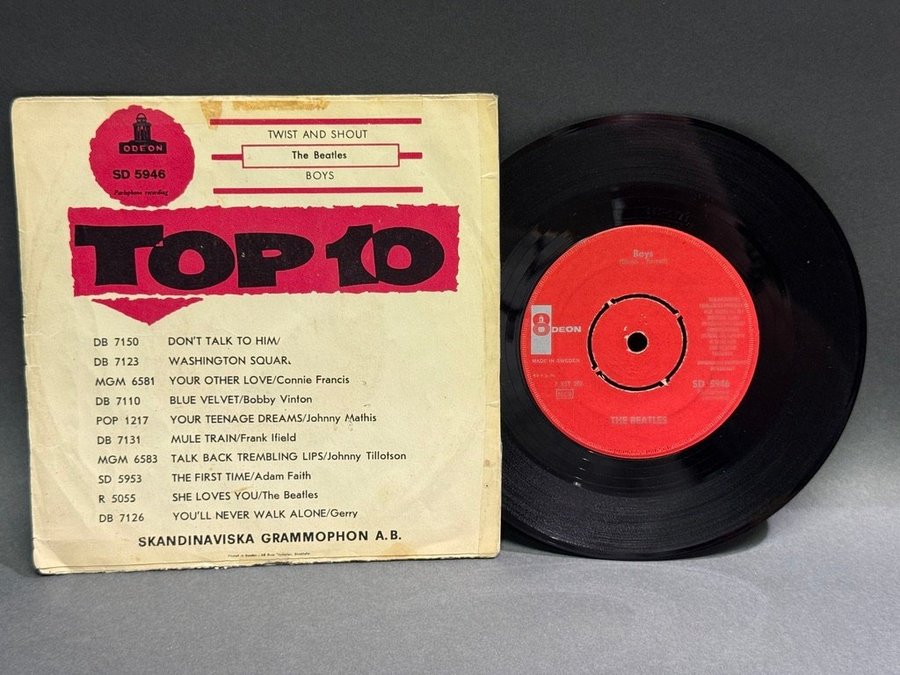 ODEON
SD 5946
Parlophone recording
TWIST AND SHOUT
The Beatles
BOYS
TOP 10
DB 7150 DON'T TALK TO HIM/
DB 7123 WASHINGTON SQUAR
MGM 6581 YOUR OTHER LOVE/Connie Francis
DB 7110 BLUE VELVET/Bobby Vinton
POP 1217 YOUR TEENAGE DREAMS/Johnny Mathis
DB 7131 MULE TRAIN/Frank Ifield
MGM 6583 TALK BACK TREMBLING LIPS/Johnny Tillotson
SD 5953 THE FIRST TIME/Adam Faith
R 5055 SHE LOVES YOU/The Beatles
DB 7126 YOU'LL NEVER WALK ALONE/Gerry
SKANDINAVISKA GRAMMOPHON A.B.
Boys
ODEON
MADE IN SWEDEN
SD 5946
THE BEATLES